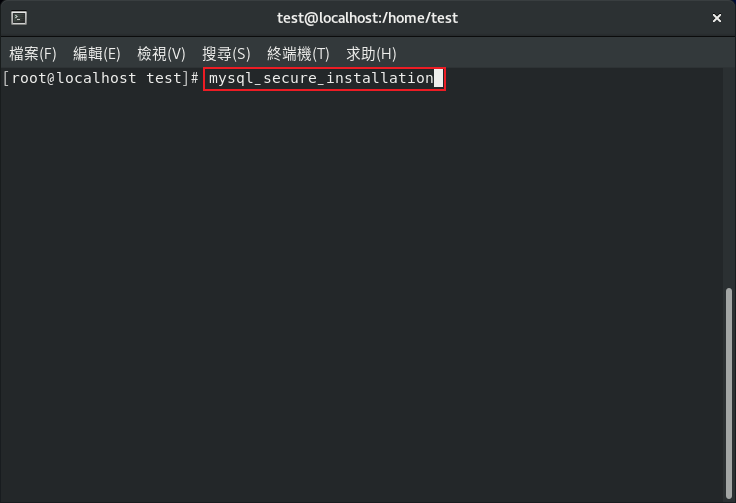 test@localhost:/home/test
檔案(F) 編輯(E) 檢視(V) 搜尋(S) 終端機(T) 求助(H)
[root@localhost test]# mysql_secure_installation